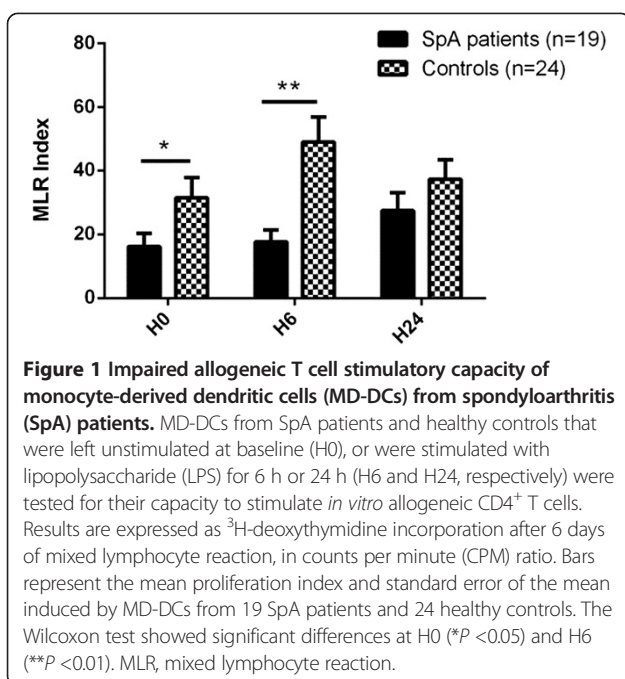 80
60
40
20
0
MLR Index
SpA patients (n=19)
Controls (n=24)
*
**
H0
H6
H24
Figure 1 Impaired allogeneic T cell stimulatory capacity of
monocyte-derived dendritic cells (MD-DCs) from spondyloarthritis
(SpA) patients. MD-DCs from SpA patients and healthy controls that
were left unstimulated at baseline (H0), or were stimulated with
lipopolysaccharide (LPS) for 6 h or 24 h (H6 and H24, respectively) were
tested for their capacity to stimulate in vitro allogeneic CD4⁺ T cells.
Results are expressed as ³H-deoxythymidine incorporation after 6 days
of mixed lymphocyte reaction, in counts per minute (CPM) ratio. Bars
represent the mean proliferation index and standard error of the mean
induced by MD-DCs from 19 SpA patients and 24 healthy controls. The
Wilcoxon test showed significant differences at H0 (*P <0.05) and H6
(**P <0.01). MLR, mixed lymphocyte reaction.